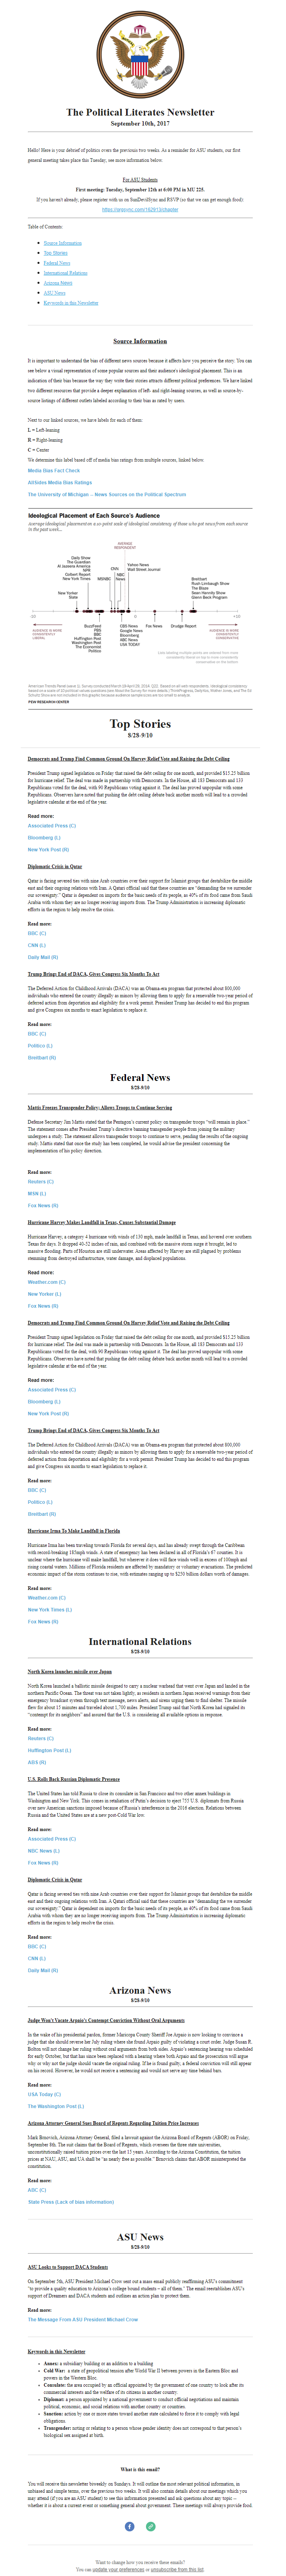 The Political Literates Newsletter
September 10th, 2017
Hello! Here is your debrief of politics over the previous two weeks. As a reminder for ASU students, our first
general meeting takes place this Tuesday, see more information below.
For ASU Students
First meeting: Tuesday, September 12th at 6:00 PM in MU 225.
If you haven't already, please register with us on SunDevilSync and RSVP (so that we can get enough food):
Table of Contents:
Source Information
Top Stories
Federal News
International Relations
Arizona News
ASU News
Keywords in this Newsletter
Source Information
It is important to understand the bias of different news sources because it affects how you perceive the story. You can
see below a visual representation of some popular sources and their audience's ideological placement. This is an
indication of their bias because the way they write their stories attracts different political preferences. We have linked
two different resources that provide a deeper explanation of left-leaning and right-leaning sources, as well as source-by-
source listings of different outlets labeled according to their bias as rated by users.
Next to our linked sources, we have labels for each of them:
L = Left-leaning
R = Right-leaning
C = Center
We determine this label based off of media bias ratings from multiple sources, linked below.
Media Bias Fact Check
AllSides Media Bias Ratings
The University of Michigan – News Sources on the Political Spectrum
Ideological Placement of Each Source's Audience
Average ideological placement on a 10-point scale of ideological consistency of those who got news from each source
in the past week...
AVERAGE
RESPONDENT
Daily Show
The Guardian
Al Jazeera America
NPR
Colbert Report
New York Times
New Yorker
Slate
CNN
MSNBC
NBC
News
Yahoo News
Wall Street Journal
Breitbart
Rush Limbaugh Show
The Blaze
Sean Hannity Show
Glenn Beck Program
-10
0
+10
AUDIENCE IS MORE
CONSISTENTLY
LIBERAL
BuzzFeed
PBS
BBC
Huffington Post
Washington Post
The Economist
Politico
CBS News
Google News
Bloomberg
ABC News
USA TODAY
Fox News
Drudge Report
AUDIENCE IS MORE
CONSISTENTLY
CONSERVATIVE
PEW RESEARCH CENTER
Top Stories
8/28-9/10
Democrats and Trump Find Common Ground On Harvey Relief Vote and Raising the Debt Ceiling
President Trump signed legislation on Friday that raised the debt ceiling for one month, and provided $15.25 billion
for hurricane relief. The deal was made in partnership with Democrats. In the House, all 183 Democrats and 133
Republicans voted for the deal, with 90 Republicans voting against it. The deal has proved unpopular with some
Republicans. Observers have noted that pushing the debt ceiling debate back another month will lead to a crowded
legislative calendar at the end of the year.
Read more:
Associated Press (C)
Bloomberg (L)
New York Post (R)
Diplomatic Crisis in Qatar
Qatar is facing severed ties with nine Arab countries over their support for Islamist groups that destabilize the middle
east and their ongoing relations with Iran. A Qatari official said that these countries are "demanding the we surrender
our sovereignty." Qatar is dependent on imports for the basic needs of its people, as 40% of its food came from Saudi
Arabia with whom they are no longer receiving imports from. The Trump Administration is increasing diplomatic
efforts in the region to help resolve the crisis.
Read more:
BBC (C)
CNN (L)
Daily Mail (R)
Trump Brings End of DACA, Gives Congress Six Months To Act
The Deferred Action for Childhood Arrivals (DACA) was an Obama-era program that protected about 800,000
individuals who entered the country illegally as minors by allowing them to apply for a renewable two-year period of
deferred action from deportation and eligibility for a work permit. President Trump has decided to end this program
and give Congress six months to enact legislation to replace it.
Read more:
BBC (C)
Politico (L)
Breitbart (R)
Federal News
8/28-9/10
Mattis Freezes Transgender Policy; Allows Troops to Continue Serving
Defense Secretary Jim Mattis stated that the Pentagon's current policy on transgender troops "will remain in place."
The statement comes after President Trump's directive banning transgender people from joining the military
undergoes a study. The statement allows transgender troops to continue to serve, pending the results of the ongoing
study. Mattis stated that once the study has been completed, he would advise the president concerning the
implementation of his policy direction.
Read more:
Reuters (C)
MSN (L)
Fox News (R)
Hurricane Harvey Makes Landfall in Texas, Causes Substantial Damage
Hurricane Harvey, a category 4 hurricane with winds of 130 mph, made landfall in Texas, and hovered over southern
Texas for days. It dropped 40-52 inches of rain, and combined with the massive storm surge it brought, led to
massive flooding. Parts of Houston are still underwater. Areas affected by Harvey are still plagued by problems
stemming from destroyed infrastructure, contaminated water, damage, and displaced populations.
Read more:
Weather.com (C)
New Yorker (L)
Fox News (R)
Democrats and Trump Find Common Ground On Harvey Relief Vote and Raising the Debt Ceiling
President Trump signed legislation on Friday that raised the debt ceiling for one month, and provided $15.25 billion
for hurricane relief. The deal was made in partnership with Democrats. In the House, all 183 Democrats and 133
Republicans voted for the deal, with 90 Republicans voting against it. The deal has proved unpopular with some
Republicans. Observers have noted that pushing the debt ceiling debate back another month will lead to a crowded
legislative calendar at the end of the year.
Read more:
Associated Press (C)
Bloomberg (L)
New York Post (R)
Trump Brings End of DACA, Gives Congress Six Months To Act
The Deferred Action for Childhood Arrivals (DACA) was an Obama-era program that protected about 800,000
individuals who entered the country illegally as minors by allowing them to apply for a renewable two-year period of
deferred action from deportation and eligibility for a work permit. President Trump has decided to end this program
and give Congress six months to enact legislation to replace it.
Read more:
BBC (C)
Politico (L)
Breitbart (R)
Hurricane Irma To Make Landfall in Florida
Hurricane Irma has been traveling towards Florida for several days, and has already swept through the Caribbean
with record-breaking 185mph winds. A state of emergency has been declared in all of Florida's 67 counties. It is
unclear where the hurricane will make landfall, but wherever it does will face winds well in excess of 100mph and
rising coastal waters. Millions of Florida residents are affected by mandatory or voluntary evacuations. The predicted
economic impact of the storm continues to rise, with estimates ranging up to $250 billion dollars worth of damages.
Read more:
Weather.com (C)
New York Times (L)
Fox News (R)
International Relations
8/28-9/10
North Korea launches missile over Japan
North Korea launched a ballistic missile designed to carry a nuclear warhead that went over Japan and landed in the
northern Pacific Ocean. The threat was not taken lightly, as residents in northern Japan received warnings from their
emergency broadcast system through text message, news alerts, and sirens urging them to find shelter. The missile
flew for about 15 minutes and traveled about 1,700 miles. President Trump said that North Korea had signaled its
"contempt for its neighbors" and assured that the U.S. is considering all available options in response.
Read more:
Reuters (C)
Huffington Post (L)
ABS (R)
U.S. Rolls Back Russian Diplomatic Presence
The United States has told Russia to close its consulate in San Francisco and two other annex buildings in
Washington and New York. This comes in retaliation of Putin's decision to eject 755 U.S. diplomats from Russia
over new American sanctions imposed because of Russia's interference in the 2016 election. Relations between
Russia and the United States are at a new post-Cold War low.
Read more:
Associated Press (C)
NBC News (L)
Fox News (R)
Diplomatic Crisis in Qatar
Qatar is facing severed ties with nine Arab countries over their support for Islamist groups that destabilize the middle
east and their ongoing relations with Iran. A Qatari official said that these countries are "demanding the we surrender
our sovereignty." Qatar is dependent on imports for the basic needs of its people, as 40% of its food came from Saudi
Arabia with whom they are no longer receiving imports from. The Trump Administration is increasing diplomatic
efforts in the region to help resolve the crisis.
Read more:
BBC (C)
CNN (L)
Daily Mail (R)
Arizona News
8/28-9/10
Judge Won't Vacate Arpaio's Contempt Conviction Without Oral Arguments
In the wake of his presidential pardon, former Maricopa County Sheriff Joe Arpaio is now looking to convince a
judge that she should reverse her July ruling where she found Arpaio guilty of violating a court order. Judge Susan R.
Bolton will not change her ruling without oral arguments from both sides. Arpaio's sentencing hearing was scheduled
for early October, but that has since been replaced with a hearing where both Arpaio and the prosecution will argue
why or why not the judge should vacate the original ruling. If he is found guilty, a federal conviction will still appear
on his record. However, he would not receive a sentencing and would not serve any time behind bars.
Read more:
USA Today (C)
The Washington Post (L)
Arizona Attorney General Sues Board of Regents Regarding Tuition Price Increases
Mark Brnovich, Arizona Attorney General, filed a lawsuit against the Arizona Board of Regents (ABOR) on Friday,
September 8th. The suit claims that the Board of Regents, which oversees the three state universities,
unconstitutionally raised tuition prices over the last 15 years. According to the Arizona Constitution, the tuition
prices at NAU, ASU, and UA shall be "as nearly free as possible." Brnovich claims that ABOR misinterpreted the
constitution.
Read more:
ABC (C)
State Press (Lack of bias information)
ASU News
8/28-9/10
ASU Looks to Support DACA Students
On September 5th, ASU President Michael Crow sent out a mass email publicly reaffirming ASU's commitment
"to provide a quality education to Arizona's college bound students – all of them." The email reestablishes ASU's
support of Dreamers and DACA students and outlines an action plan to protect them.
Read more:
The Message From ASU President Michael Crow
Keywords in this Newsletter
Annex: a subsidiary building or an addition to a building
Cold War: a state of geopolitical tension after World War II between powers in the Eastern Bloc and
powers in the Western Bloc.
Consulate: the area occupied by an official appointed by the government of one country to look after its
commercial interests and the welfare of its citizens in another country.
Diplomat: a person appointed by a national government to conduct official negotiations and maintain
political, economic, and social relations with another country or countries.
Sanction: action by one or more states toward another state calculated to force it to comply with legal
obligations.
Transgender: noting or relating to a person whose gender identity does not correspond to that person's
biological sex assigned at birth.
What is this email?
You will receive this newsletter biweekly on Sundays. It will outline the most relevant political information, in
unbiased and simple terms, over the previous two weeks. It will also contain details about our meetings which you
may attend (if you are an ASU student) to see this information presented and ask questions about any topic --
whether it is about a current event or something general about government. These meetings will always provide food.
Want to change how you receive these emails?
You can update your preferences or unsubscribe from this list